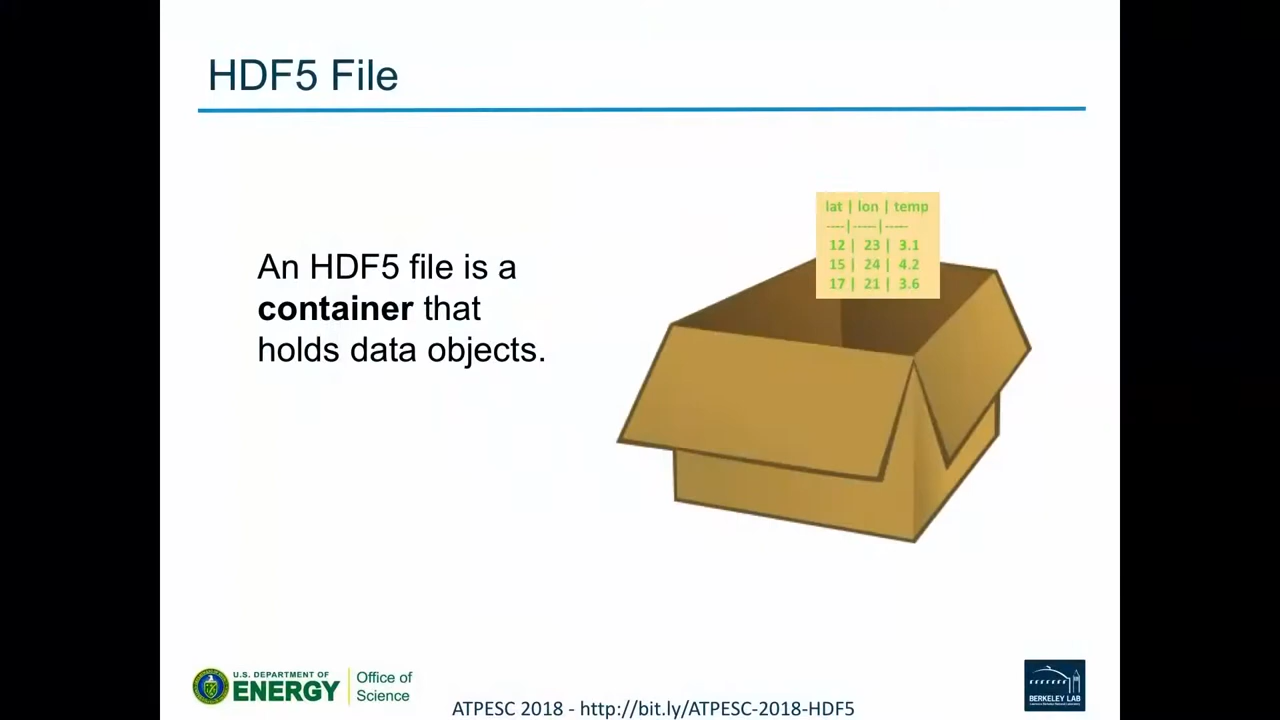 HDF5 File
An HDF5 file is a
container that
holds data objects.
lat | lon | temp
----|-----|-----
12 | 23 | 3.1
15 | 24 | 4.2
17 | 21 | 3.6
U.S. DEPARTMENT OF
ENERGY
Office of
Science
ATPESC 2018 - http://bit.ly/ATPESC-2018-HDF5
BERKELEY LAB